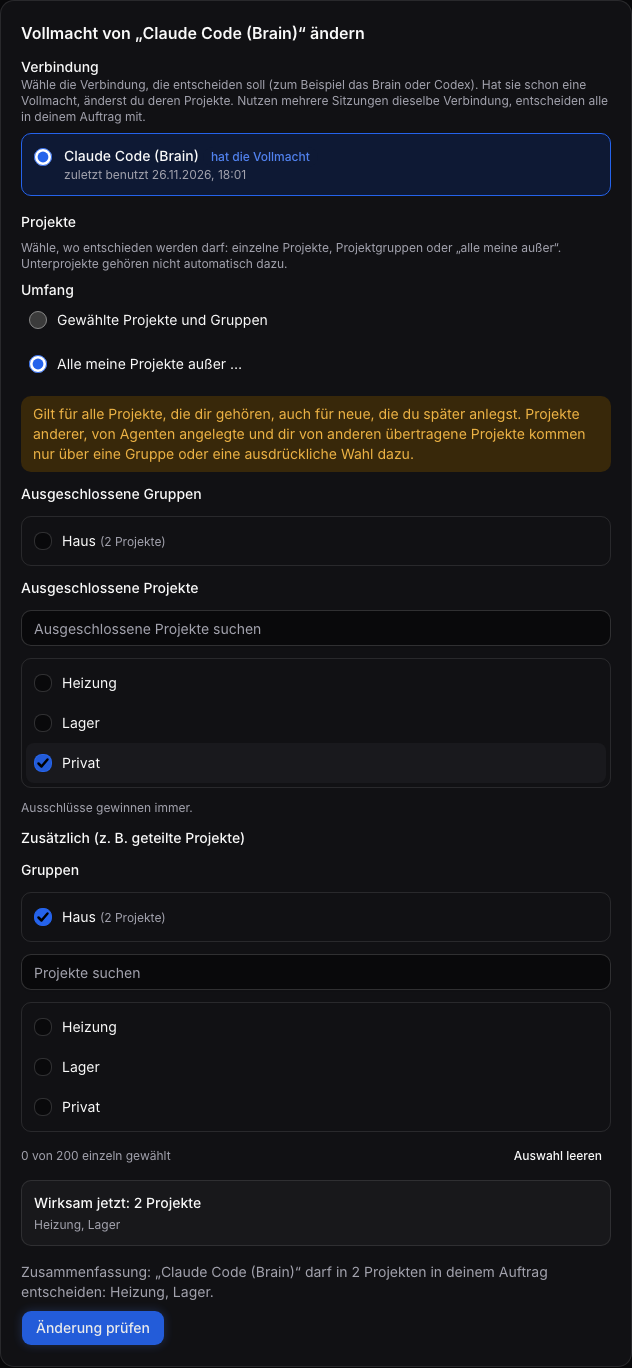 Vollmacht von „Claude Code (Brain)“ ändern
Verbindung
Wähle die Verbindung, die entscheiden soll (zum Beispiel das Brain oder Codex). Hat sie schon eine
Vollmacht, änderst du deren Projekte. Nutzen mehrere Sitzungen dieselbe Verbindung, entscheiden alle
in deinem Auftrag mit.
Claude Code (Brain) hat die Vollmacht
zuletzt benutzt 26.11.2026, 18:01
Projekte
Wähle, wo entschieden werden darf: einzelne Projekte, Projektgruppen oder „alle meine außer“.
Unterprojekte gehören nicht automatisch dazu.
Umfang
Gewählte Projekte und Gruppen
Alle meine Projekte außer ...
Gilt für alle Projekte, die dir gehören, auch für neue, die du später anlegst. Projekte
anderer, von Agenten angelegte und dir von anderen übertragene Projekte kommen
nur über eine Gruppe oder eine ausdrückliche Wahl dazu.
Ausgeschlossene Gruppen
Haus (2 Projekte)
Ausgeschlossene Projekte
Ausgeschlossene Projekte suchen
Heizung
Lager
Privat
Ausschlüsse gewinnen immer.
Zusätzlich (z. B. geteilte Projekte)
Gruppen
Haus (2 Projekte)
Projekte suchen
Heizung
Lager
Privat
0 von 200 einzeln gewählt Auswahl leeren
Wirksam jetzt: 2 Projekte
Heizung, Lager
Zusammenfassung: „Claude Code (Brain)“ darf in 2 Projekten in deinem Auftrag
entscheiden: Heizung, Lager.
Änderung prüfen